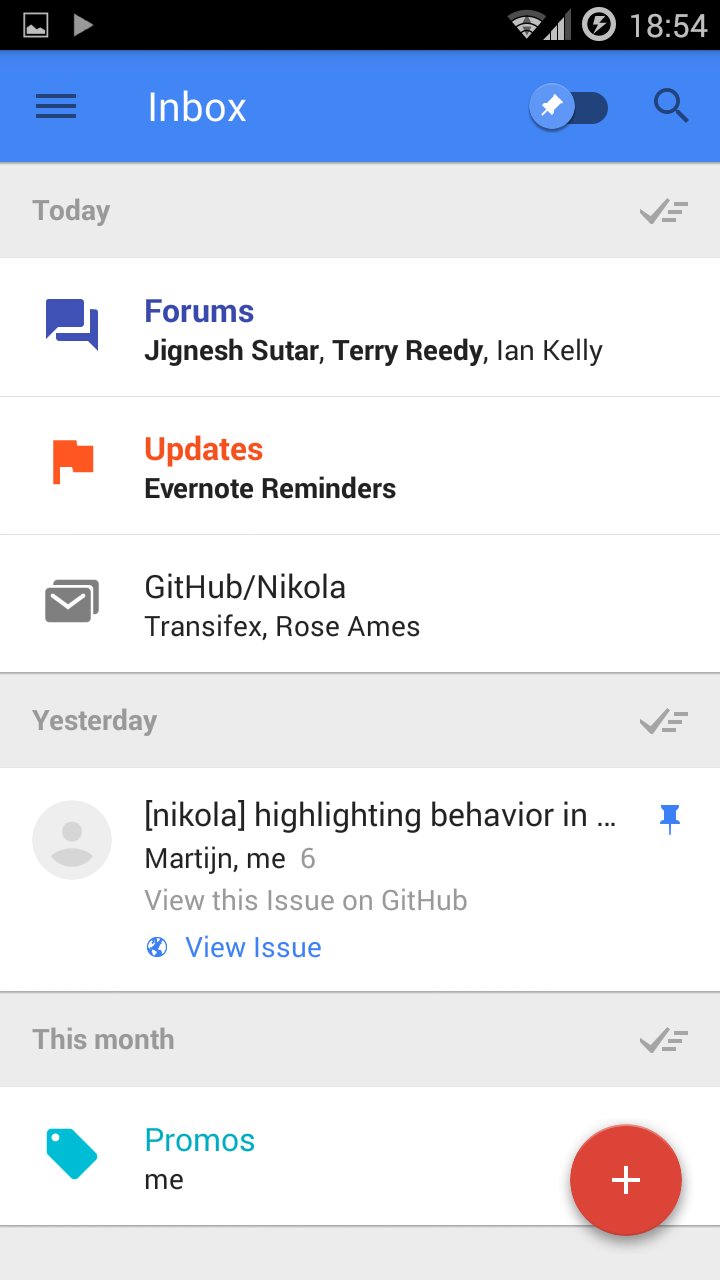 18:54
Inbox
Today
Forums
Jignesh Sutar, Terry Reedy, Ian Kelly
Updates
Evernote Reminders
GitHub/Nikola
Transifex, Rose Ames
Yesterday
[nikola] highlighting behavior in ...
Martijn, me 6
View this Issue on GitHub
View Issue
This month
Promos
me